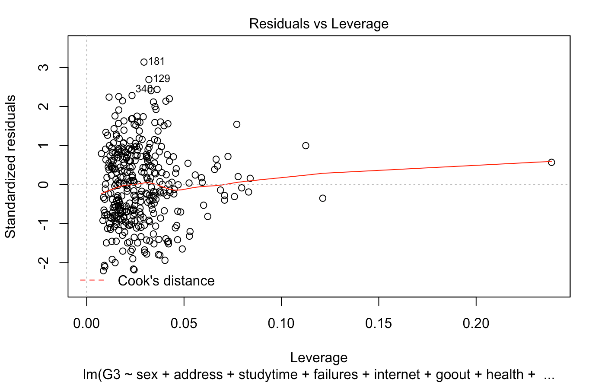 Residuals vs Leverage
Standardized residuals
3
2
1
0
-1
-2
181
129
340
Cook's distance
0.00 0.05 0.10 0.15 0.20
Leverage
lm(G3 ~ sex + address + studytime + failures + internet + goout + health + ...